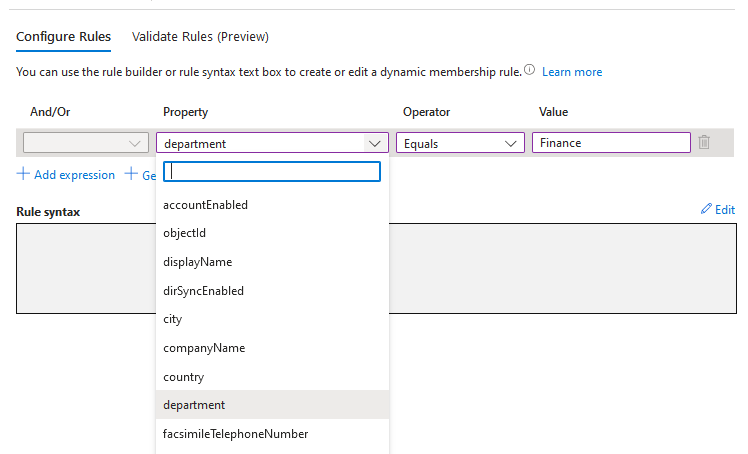 Configure Rules Validate Rules (Preview)
You can use the rule builder or rule syntax text box to create or edit a dynamic membership rule. Learn more
And/Or Property Operator Value
department Equals Finance
+ Add expression + Ge
accountEnabled
Rule syntax Edit
objectId
displayName
dirSyncEnabled
city
companyName
country
department
facsimileTelephoneNumber